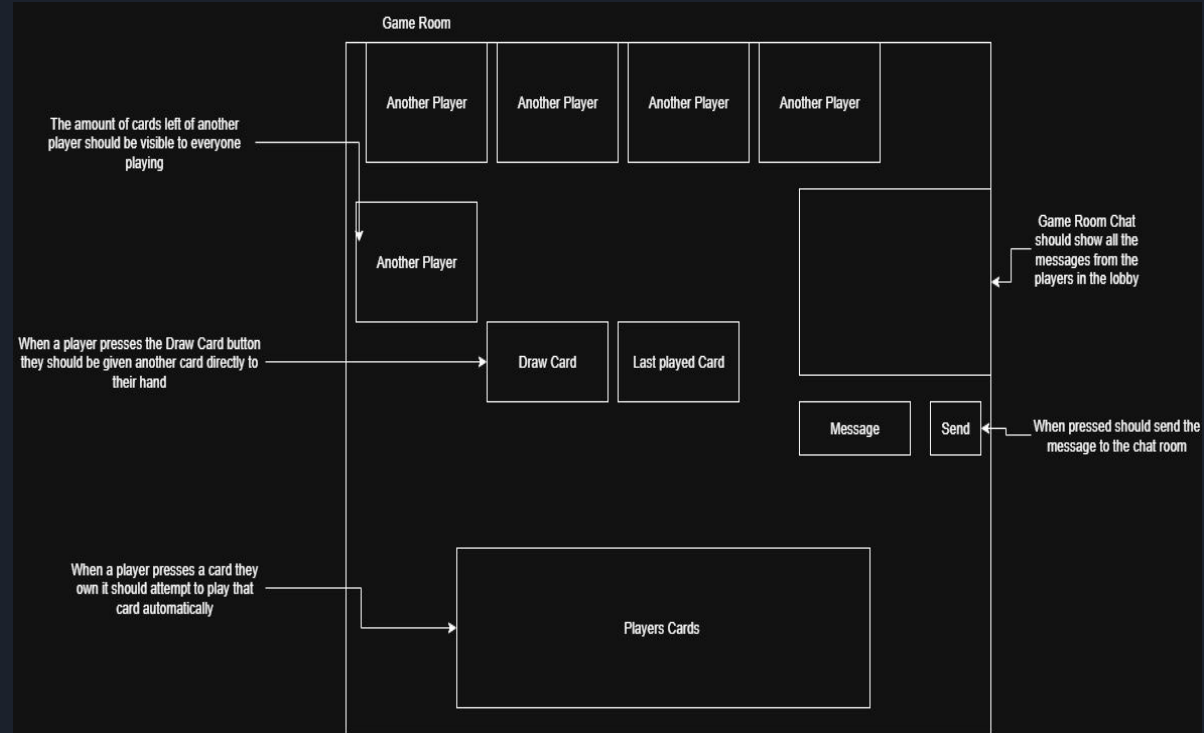 Game Room
Another Player
Another Player
Another Player
Another Player
The amount of cards left of another
player should be visible to everyone
playing
Another Player
Game Room Chat
should show all the
messages from the
players in the lobby
When a player presses the Draw Card button
they should be given another card directly to
their hand
Draw Card
Last played Card
Message
Send
When pressed should send the
message to the chat room
When a player presses a card they
own it should attempt to play that
card automatically
Players Cards